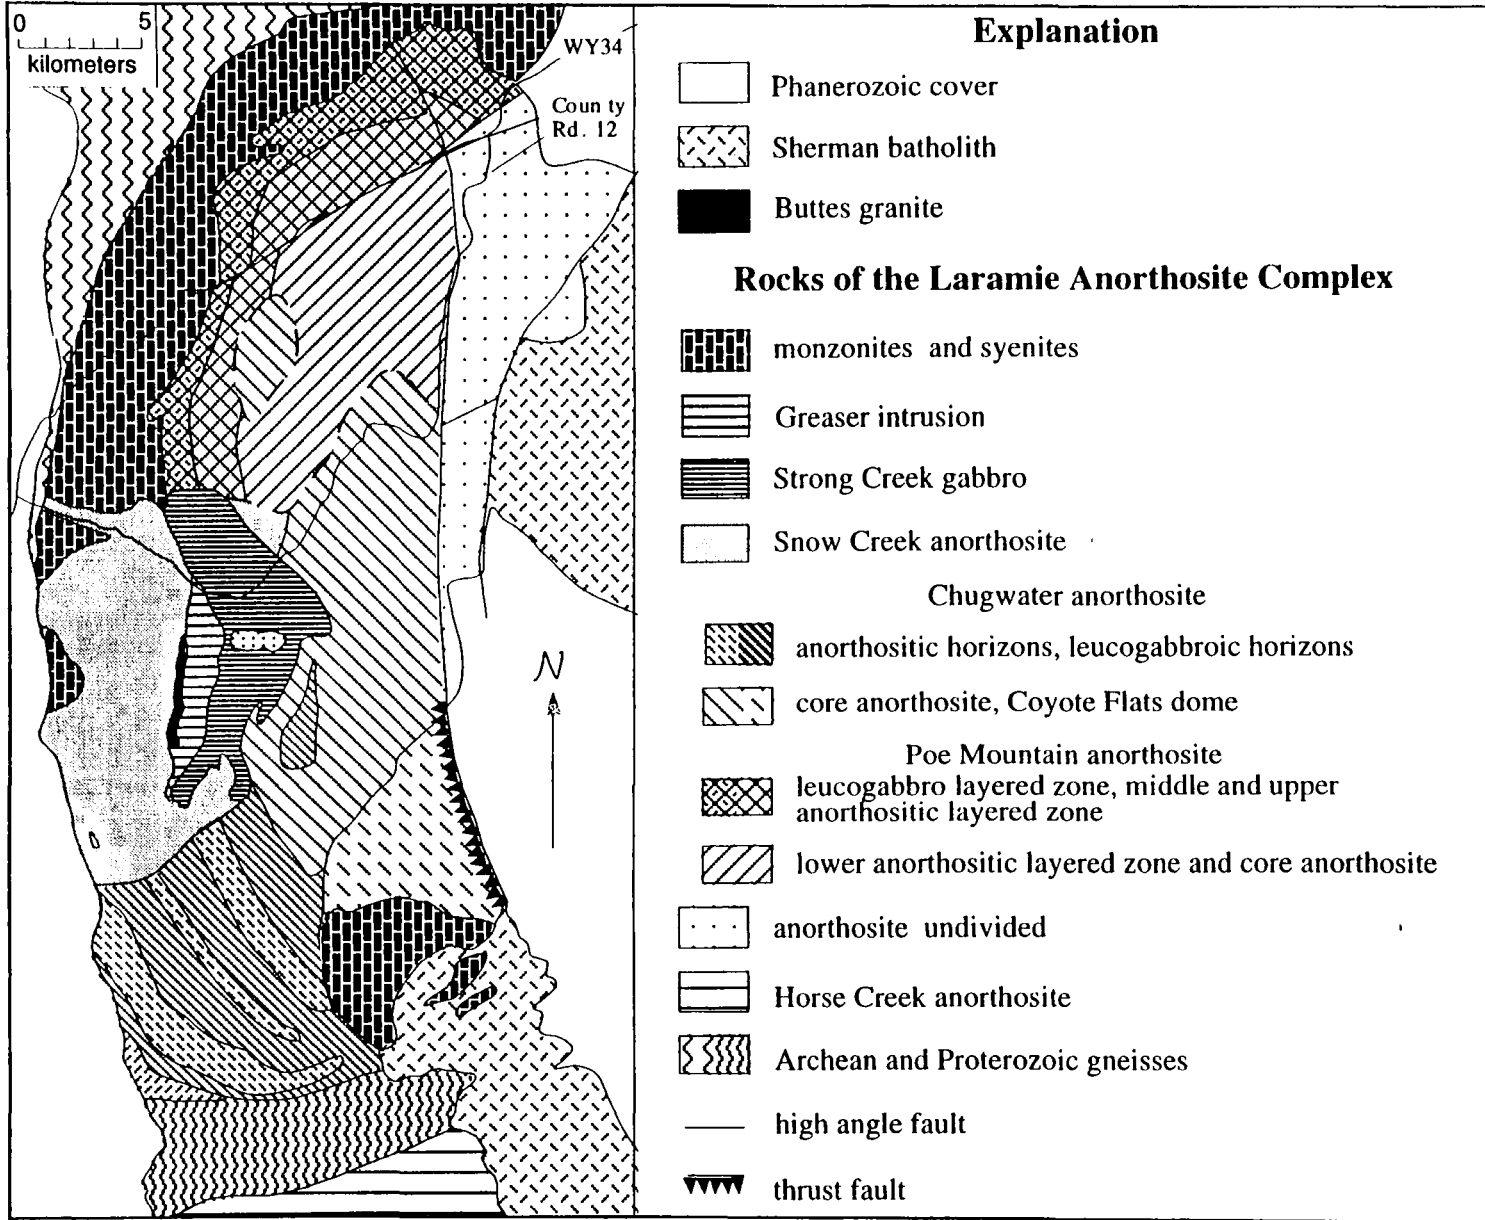 0 5
kilometers
WY34
Coun ty
Rd. 12
N
Explanation
Phanerozoic cover
Sherman batholith
Buttes granite
Rocks of the Laramie Anorthosite Complex
monzonites and syenites
Greaser intrusion
Strong Creek gabbro
Snow Creek anorthosite
Chugwater anorthosite
anorthositic horizons, leucogabbroic horizons
core anorthosite, Coyote Flats dome
Poe Mountain anorthosite
leucogabbro layered zone, middle and upper
anorthositic layered zone
lower anorthositic layered zone and core anorthosite
anorthosite undivided
Horse Creek anorthosite
Archean and Proterozoic gneisses
high angle fault
thrust fault